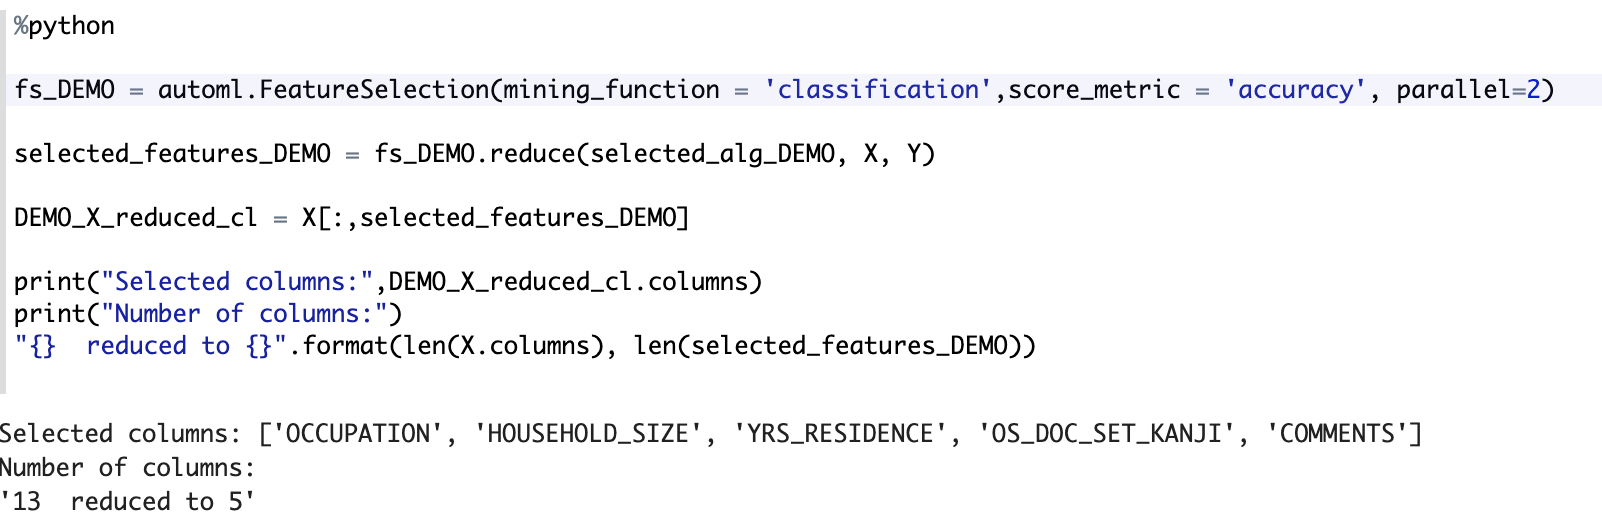 %python
fs_DEMO = automl.FeatureSelection(mining_function = 'classification',score_metric = 'accuracy', parallel=2)
selected_features_DEMO = fs_DEMO.reduce(selected_alg_DEMO, X, Y)
DEMO_X_reduced_cl = X[:,selected_features_DEMO]
print("Selected columns:",DEMO_X_reduced_cl.columns)
print("Number of columns:")
"{}  reduced to {}".format(len(X.columns), len(selected_features_DEMO))
Selected columns: ['OCCUPATION', 'HOUSEHOLD_SIZE', 'YRS_RESIDENCE', 'OS_DOC_SET_KANJI', 'COMMENTS']
Number of columns:
'13  reduced to 5'